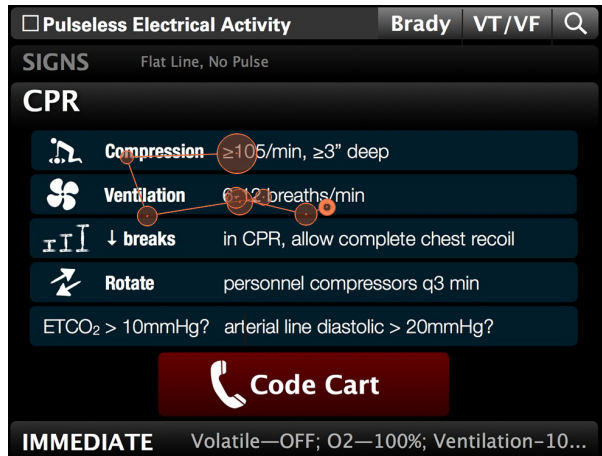 ☐ Pulseless Electrical Activity Brady VT/VF
SIGNS Flat Line, No Pulse
CPR
Compression ≥105/min, ≥3" deep
Ventilation breaths/min
↓ breaks in CPR, allow complete chest recoil
Rotate personnel compressors q3 min
ETCO₂ > 10mmHg? arterial line diastolic > 20mmHg?
Code Cart
IMMEDIATE Volatile—OFF; O2—100%; Ventilation–10...